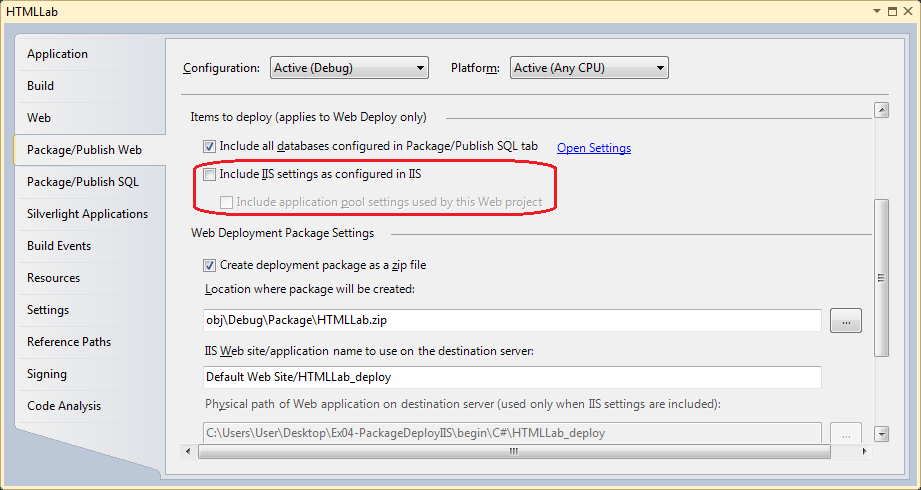 HTMLLab
Application
Build
Web
Package/Publish Web
Package/Publish SQL
Silverlight Applications
Build Events
Resources
Settings
Reference Paths
Signing
Code Analysis
Configuration: Active (Debug) Platform: Active (Any CPU)
Items to deploy (applies to Web Deploy only)
Include all databases configured in Package/Publish SQL tab Open Settings
Include IIS settings as configured in IIS
Include application pool settings used by this Web project
Web Deployment Package Settings
Create deployment package as a zip file
Location where package will be created:
obj\Debug\Package\HTMLLab.zip ...
IIS Web site/application name to use on the destination server:
Default Web Site/HTMLLab_deploy
Physical path of Web application on destination server (used only when IIS settings are included):
C:\Users\User\Desktop\Ex04-PackageDeployIIS\begin\C#\HTMLLab_deploy ...